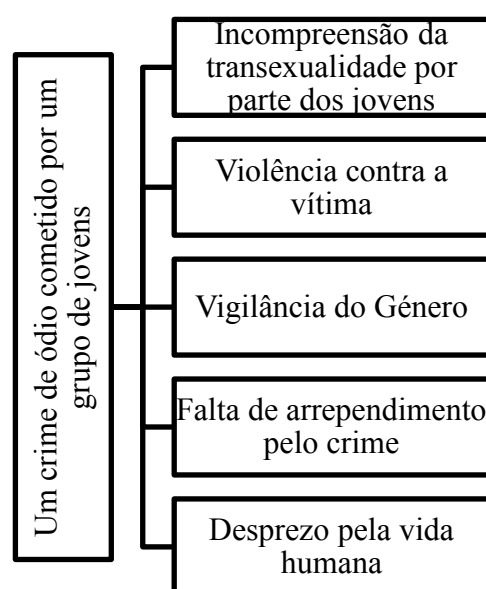 Um crime de ódio cometido por um
grupo de jovens
Incompreensão da
transexualidade por
parte dos jovens
Violência contra a
vítima
Vigilância do Género
Falta de arrependimento
pelo crime
Desprezo pela vida
humana